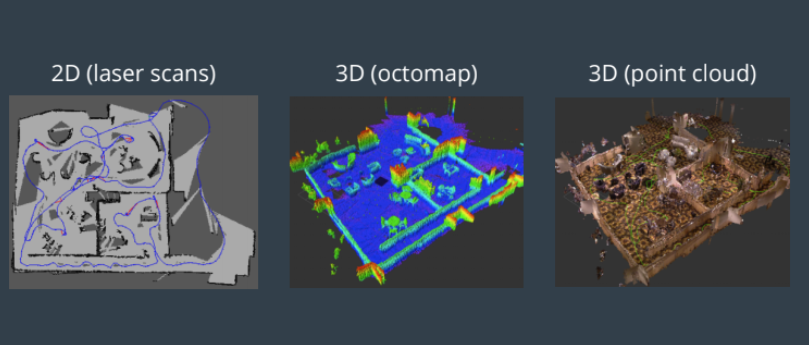 2D (laser scans)
3D (octomap)
3D (point cloud)